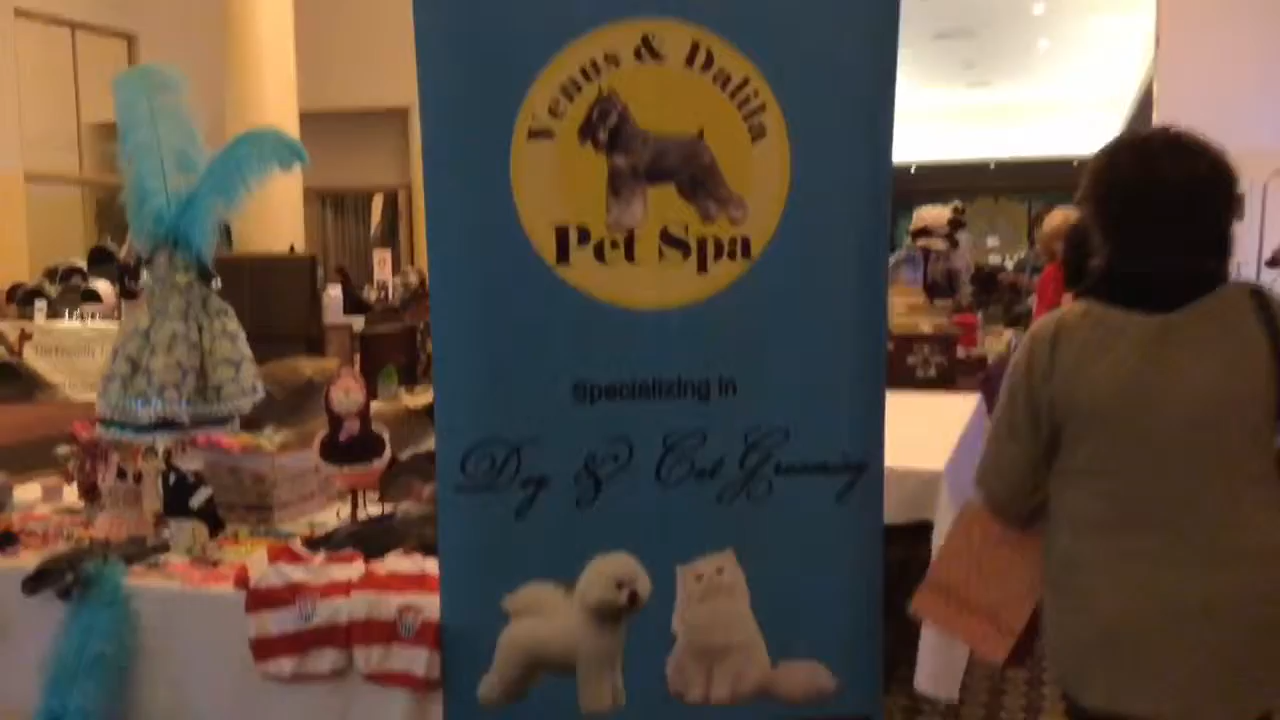 Venus & Dalila
Pet Spa
Specializing in
Dog & Cat Grooming